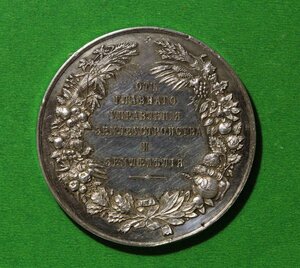 ОТЪ
ГЛАВНАГО
УПРАВЛЕНІЯ
ЗЕМЛЕУСТРОЙСТВА
И
ЗЕМЛЕДѢЛІЯ